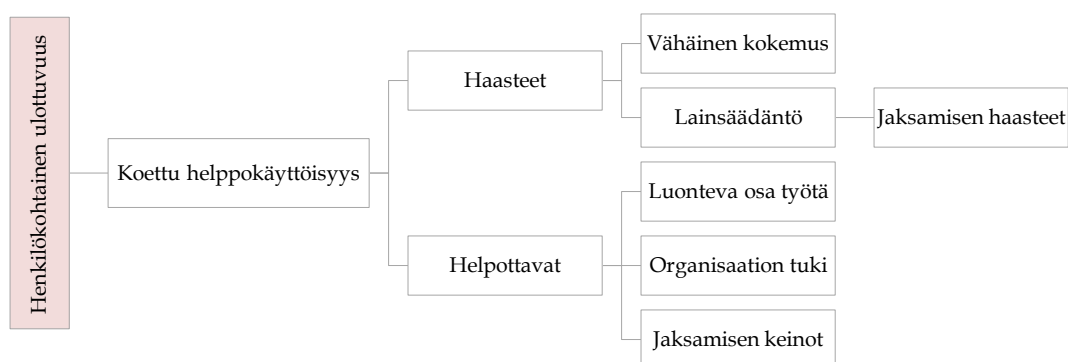 Henkilökohtainen ulottuvuus
Koettu helppokäyttöisyys
Haasteet
Vähäinen kokemus
Lainsäädäntö
Jaksamisen haasteet
Helpottavat
Luonteva osa työtä
Organisaation tuki
Jaksamisen keinot